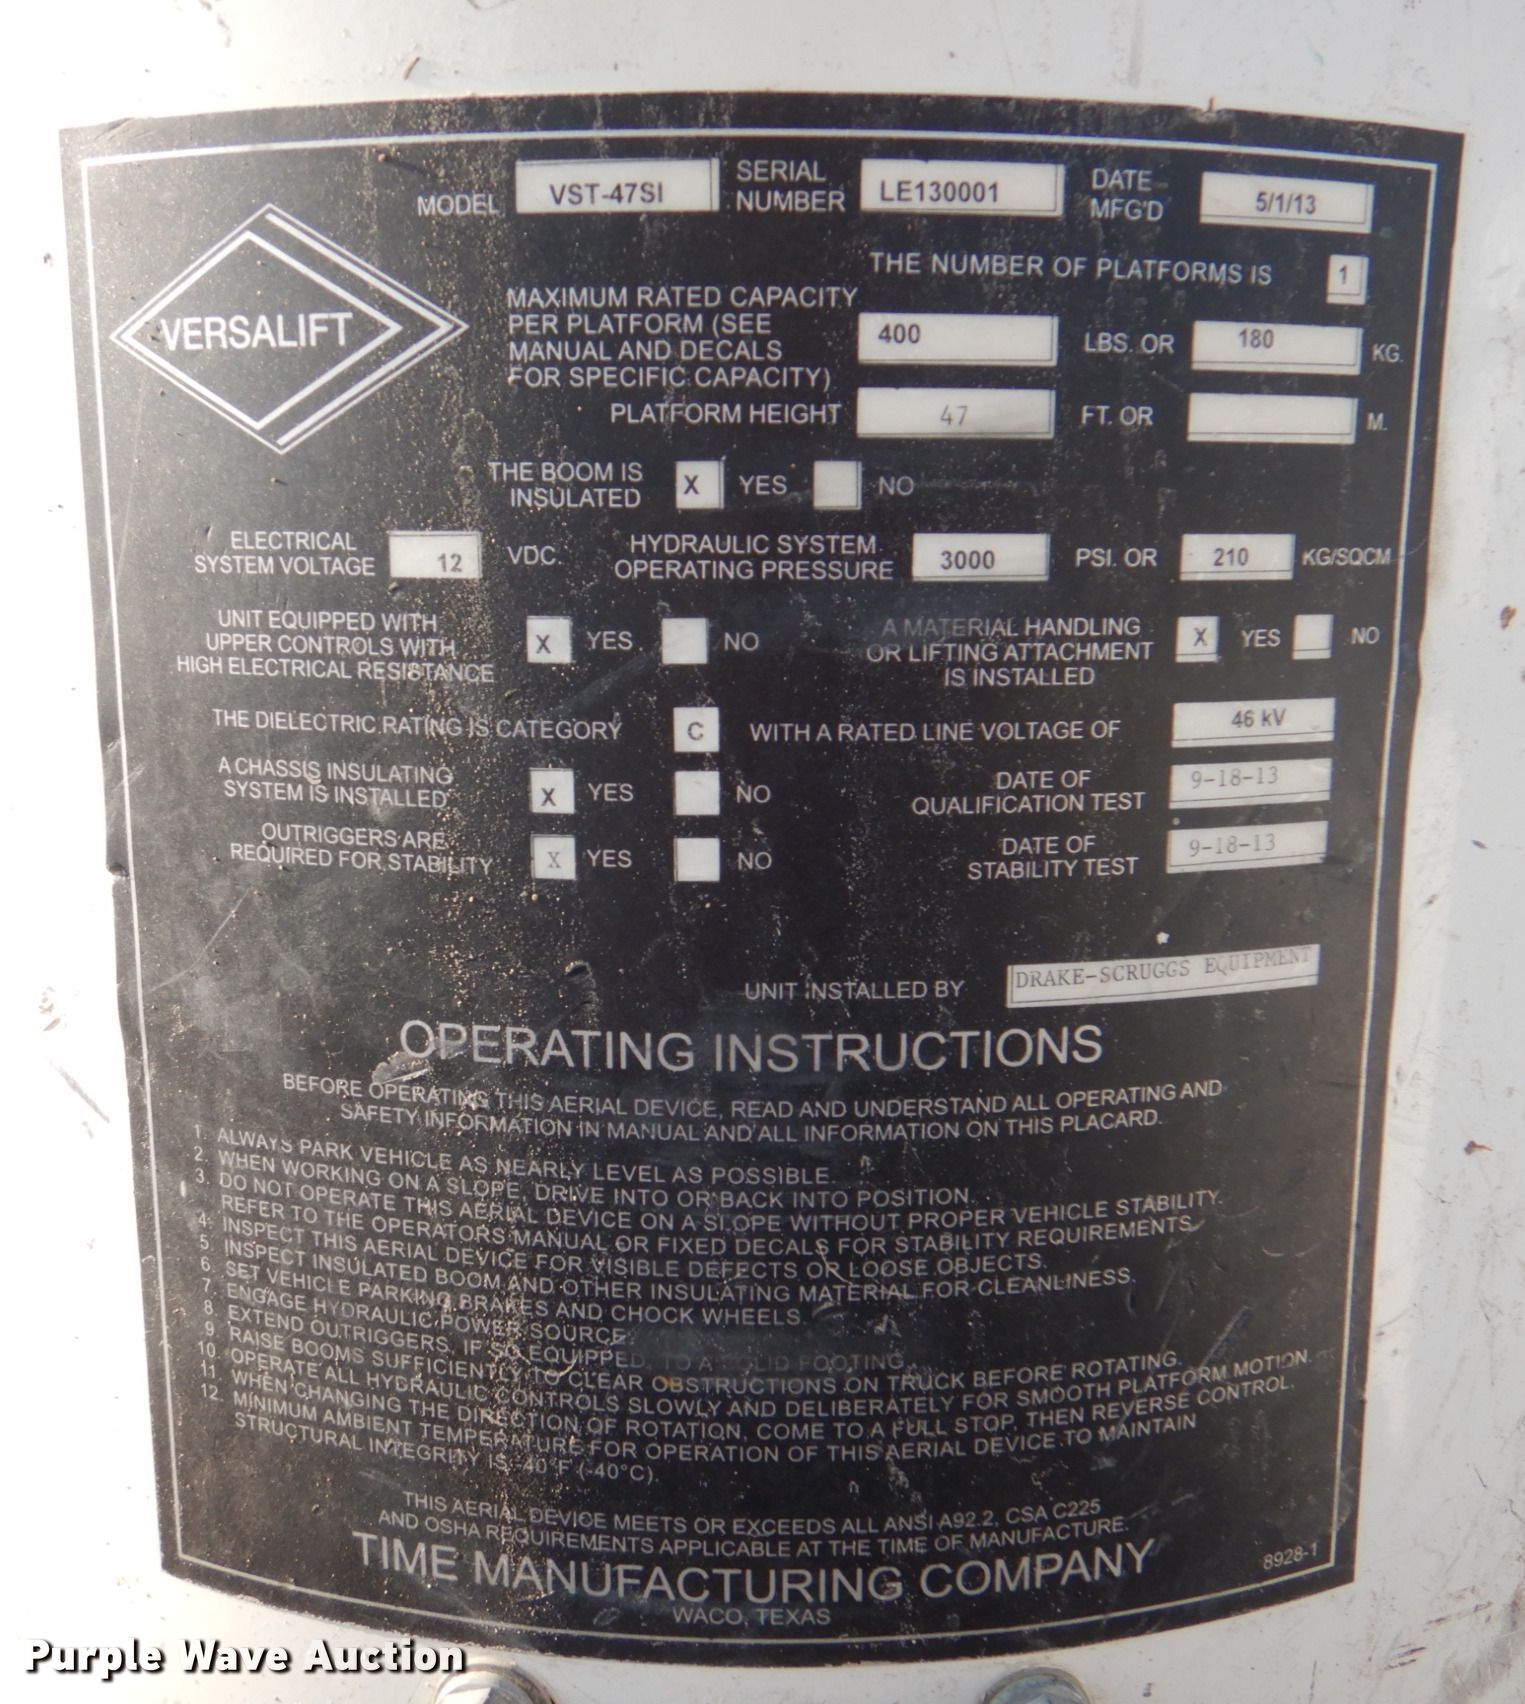 MODEL VST-47SI SERIAL NUMBER LE130001 DATE MFG'D 5/1/13
VERSALIFT
THE NUMBER OF PLATFORMS IS 1
MAXIMUM RATED CAPACITY
PER PLATFORM (SEE
MANUAL AND DECALS
FOR SPECIFIC CAPACITY) 400 LBS. OR 180 KG.
PLATFORM HEIGHT 47 FT. OR M.
THE BOOM IS
INSULATED X YES NO
ELECTRICAL
SYSTEM VOLTAGE 12 VDC.
HYDRAULIC SYSTEM
OPERATING PRESSURE 3000 PSI. OR 210 KG/SQCM
UNIT EQUIPPED WITH
UPPER CONTROLS WITH
HIGH ELECTRICAL RESISTANCE X YES NO
A MATERIAL HANDLING
OR LIFTING ATTACHMENT
IS INSTALLED X YES NO
THE DIELECTRIC RATING IS CATEGORY C WITH A RATED LINE VOLTAGE OF 46 kV
A CHASSIS INSULATING
SYSTEM IS INSTALLED X YES NO
DATE OF
QUALIFICATION TEST 9-18-13
OUTRIGGERS ARE
REQUIRED FOR STABILITY X YES NO
DATE OF
STABILITY TEST 9-18-13
UNIT INSTALLED BY DRAKE-SCRUGGS EQUIPMENT
OPERATING INSTRUCTIONS
BEFORE OPERATING THIS AERIAL DEVICE, READ AND UNDERSTAND ALL OPERATING AND
SAFETY INFORMATION IN MANUAL AND ALL INFORMATION ON THIS PLACARD.
1. ALWAYS PARK VEHICLE AS NEARLY LEVEL AS POSSIBLE.
2. WHEN WORKING ON A SLOPE, DRIVE INTO OR BACK INTO POSITION.
3. DO NOT OPERATE THIS AERIAL DEVICE ON A SLOPE WITHOUT PROPER VEHICLE STABILITY.
REFER TO THE OPERATORS MANUAL OR FIXED DECALS FOR STABILITY REQUIREMENTS.
4. INSPECT THIS AERIAL DEVICE FOR VISIBLE DEFECTS OR LOOSE OBJECTS.
5. INSPECT INSULATED BOOM AND OTHER INSULATING MATERIAL FOR CLEANLINESS.
6. SET VEHICLE PARKING BRAKES AND CHOCK WHEELS.
7. ENGAGE HYDRAULIC POWER SOURCE.
8. EXTEND OUTRIGGERS, IF SO EQUIPPED, TO A SOLID FOOTING.
9. RAISE BOOMS SUFFICIENTLY TO CLEAR OBSTRUCTIONS ON TRUCK BEFORE ROTATING.
10. OPERATE ALL HYDRAULIC CONTROLS SLOWLY AND DELIBERATELY FOR SMOOTH PLATFORM MOTION.
11. WHEN CHANGING THE DIRECTION OF ROTATION, COME TO A FULL STOP, THEN REVERSE CONTROL.
12. MINIMUM AMBIENT TEMPERATURE FOR OPERATION OF THIS AERIAL DEVICE TO MAINTAIN
STRUCTURAL INTEGRITY IS -40°F (-40°C).
THIS AERIAL DEVICE MEETS OR EXCEEDS ALL ANSI A92.2, CSA C225
AND OSHA REQUIREMENTS APPLICABLE AT THE TIME OF MANUFACTURE.
TIME MANUFACTURING COMPANY
WACO, TEXAS
8928-1
Purple Wave Auction